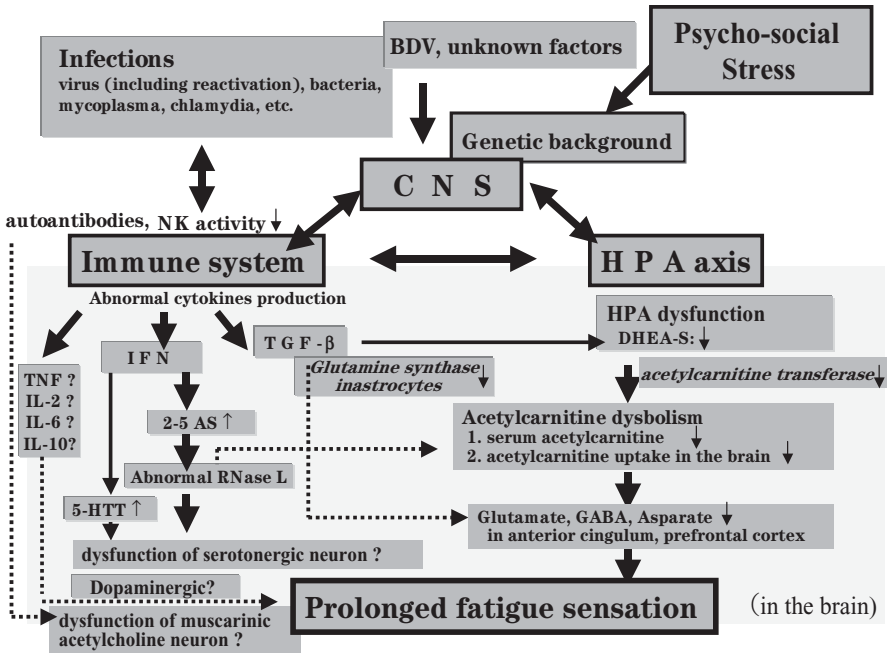 Infections
virus (including reactivation), bacteria,
mycoplasma, chlamydia, etc.
BDV, unknown factors
Psycho-social
Stress
Genetic background
C N S
autoantibodies, NK activity ↓
Immune system
H P A axis
Abnormal cytokines production
HPA dysfunction
DHEA-S: ↓
T G F - β
I F N
Glutamine synthase
inastrocytes ↓
acetylcarnitine transferase ↓
TNF ?
IL-2 ?
IL-6 ?
IL-10?
2-5 AS ↑
Acetylcarnitine dysbolism
1. serum acetylcarnitine ↓
2. acetylcarnitine uptake in the brain ↓
Abnormal RNase L
5-HTT ↑
Glutamate, GABA, Asparate ↓
in anterior cingulum, prefrontal cortex
dysfunction of serotonergic neuron ?
Dopaminergic?
Prolonged fatigue sensation
(in the brain)
dysfunction of muscarinic
acetylcholine neuron ?